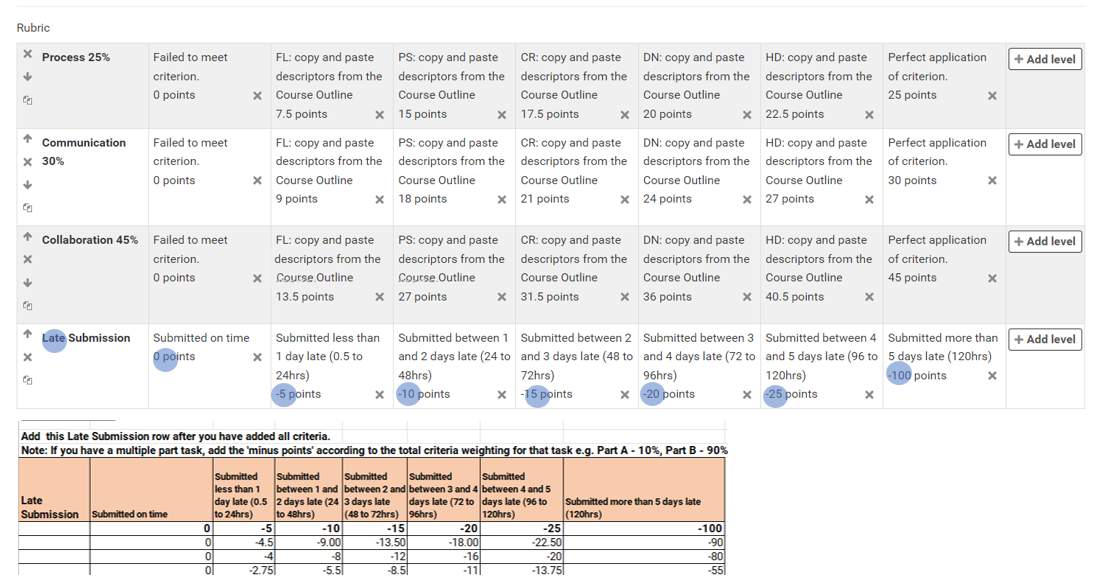 Rubric
Process 25%
Failed to meet criterion.
0 points
FL: copy and paste descriptors from the Course Outline
7.5 points
PS: copy and paste descriptors from the Course Outline
15 points
CR: copy and paste descriptors from the Course Outline
17.5 points
DN: copy and paste descriptors from the Course Outline
20 points
HD: copy and paste descriptors from the Course Outline
22.5 points
Perfect application of criterion.
25 points
+ Add level
Communication 30%
Failed to meet criterion.
0 points
FL: copy and paste descriptors from the Course Outline
9 points
PS: copy and paste descriptors from the Course Outline
18 points
CR: copy and paste descriptors from the Course Outline
21 points
DN: copy and paste descriptors from the Course Outline
24 points
HD: copy and paste descriptors from the Course Outline
27 points
Perfect application of criterion.
30 points
+ Add level
Collaboration 45%
Failed to meet criterion.
0 points
FL: copy and paste descriptors from the Course Outline
13.5 points
PS: copy and paste descriptors from the Course Outline
27 points
CR: copy and paste descriptors from the Course Outline
31.5 points
DN: copy and paste descriptors from the Course Outline
36 points
HD: copy and paste descriptors from the Course Outline
40.5 points
Perfect application of criterion.
45 points
+ Add level
Late Submission
Submitted on time
0 points
Submitted less than 1 day late (0.5 to 24hrs)
-5 points
Submitted between 1 and 2 days late (24 to 48hrs)
-10 points
Submitted between 2 and 3 days late (48 to 72hrs)
-15 points
Submitted between 3 and 4 days late (72 to 96hrs)
-20 points
Submitted between 4 and 5 days late (96 to 120hrs)
-25 points
Submitted more than 5 days late (120hrs)
-100 points
+ Add level
Add this Late Submission row after you have added all criteria.
Note: If you have a multiple part task, add the 'minus points' according to the total criteria weighting for that task e.g. Part A - 10%, Part B - 90%
Late Submission
Submitted on time
Submitted less than 1 day late (0.5 to 24hrs)
Submitted between 1 and 2 days late (24 to 48hrs)
Submitted between 2 and 3 days late (48 to 72hrs)
Submitted between 3 and 4 days late (72 to 96hrs)
Submitted between 4 and 5 days late (96 to 120hrs)
Submitted more than 5 days late (120hrs)
0 -5 -10 -15 -20 -25 -100
0 -4.5 -9.00 -13.50 -18.00 -22.50 -90
0 -4 -8 -12 -16 -20 -80
0 -2.75 -5.5 -8.5 -11 -13.75 -55